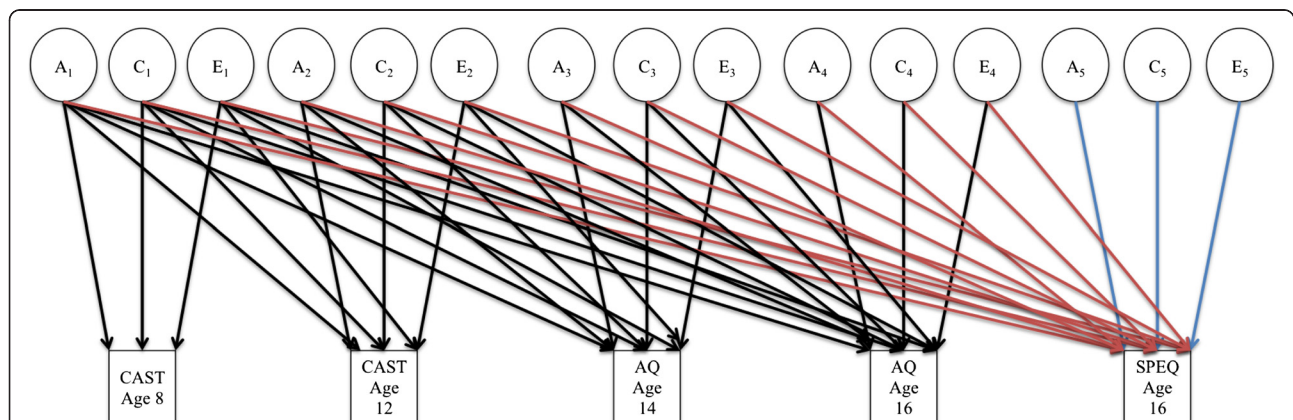 A1 C1 E1 A2 C2 E2 A3 C3 E3 A4 C4 E4 A5 C5 E5
CAST
Age 8
CAST
Age
12
AQ
Age
14
AQ
Age
16
SPEQ
Age
16